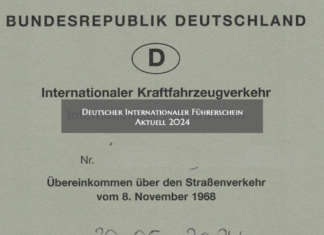 BUNDESREPUBLIK DEUTSCHLAND
D
Internationaler Kraftfahrzeugverkehr
Deutscher Internationaler Führerschein
Aktuell 2024
Nr.
Übereinkommen über den Straßenverkehr
vom 8. November 1968